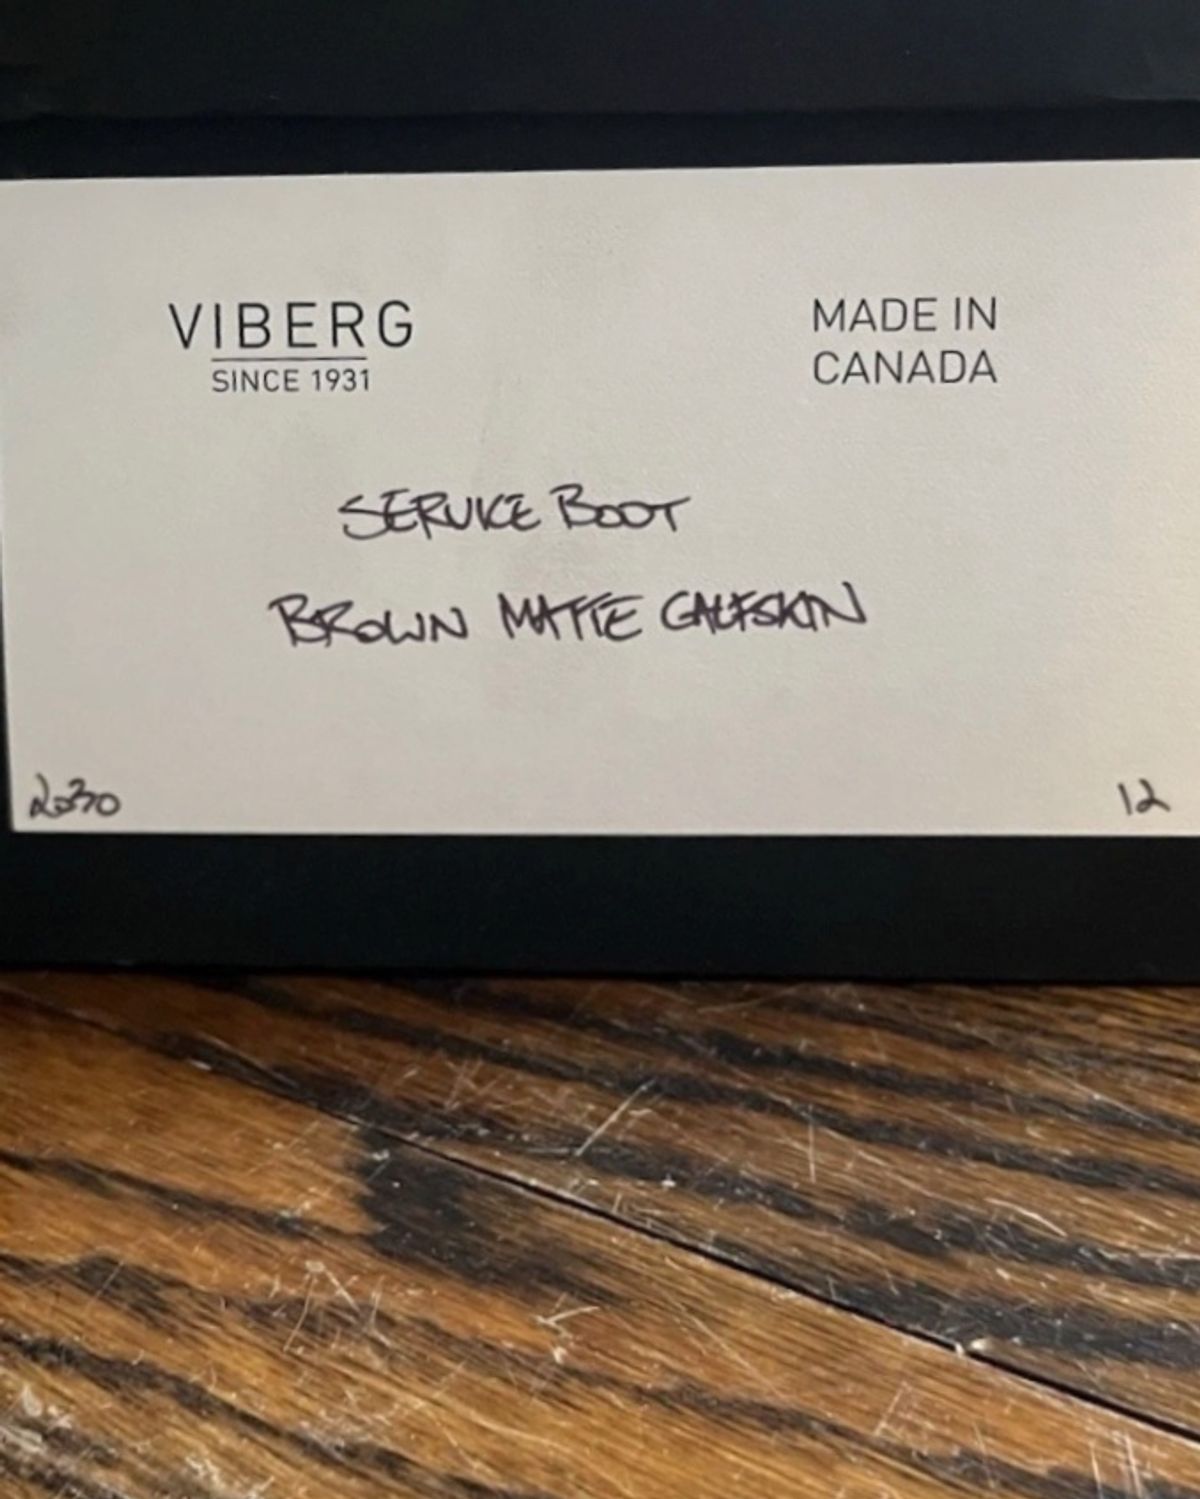 VIBERG
SINCE 1931
MADE IN
CANADA
SERVICE BOOT
BROWN MATTE CALFSKIN
2030
12